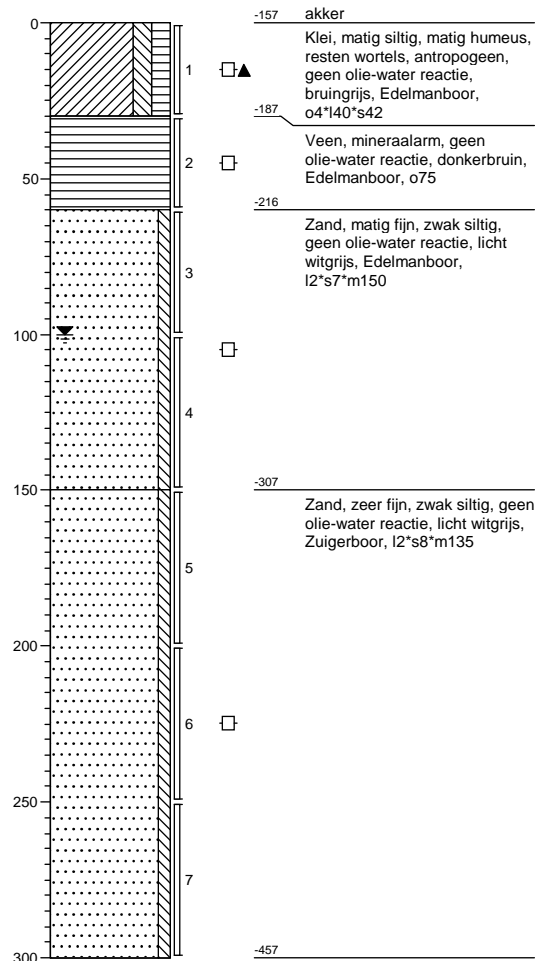 0
-157 akker
1
Klei, matig siltig, matig humeus,
resten wortels, antropogeen,
geen olie-water reactie,
bruingrijs, Edelmanboor,
o4*l40*s42
-187
2
Veen, mineraalarm, geen
olie-water reactie, donkerbruin,
Edelmanboor, o75
50
-216
Zand, matig fijn, zwak siltig,
geen olie-water reactie, licht
witgrijs, Edelmanboor,
l2*s7*m150
3
100
4
150
-307
Zand, zeer fijn, zwak siltig, geen
olie-water reactie, licht witgrijs,
Zuigerboor, l2*s8*m135
5
200
6
250
7
300
-457